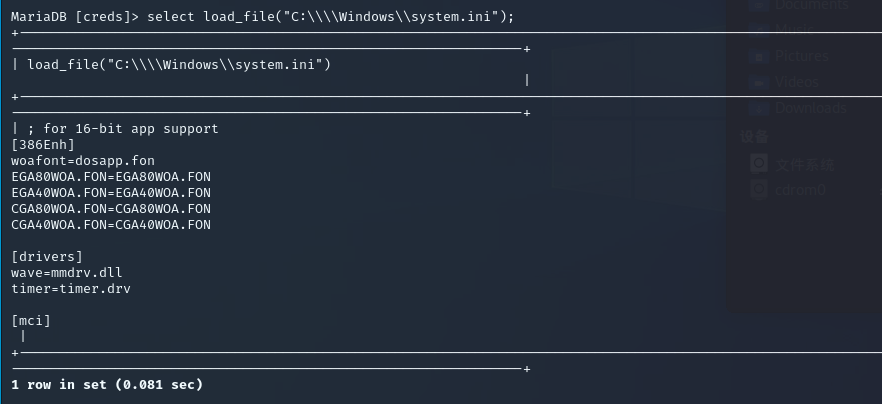 MariaDB [creds]> select load_file("C:\\\\Windows\\system.ini");
| load_file("C:\\\\Windows\\system.ini")
|
| ; for 16-bit app support
[386Enh]
woafont=dosapp.fon
EGA80WOA.FON=EGA80WOA.FON
EGA40WOA.FON=EGA40WOA.FON
CGA80WOA.FON=CGA80WOA.FON
CGA40WOA.FON=CGA40WOA.FON
[drivers]
wave=mmdrv.dll
timer=timer.drv
[mci]
|
1 row in set (0.081 sec)
Documents
Music
Pictures
Videos
Downloads
设备
文件系统
cdrom0